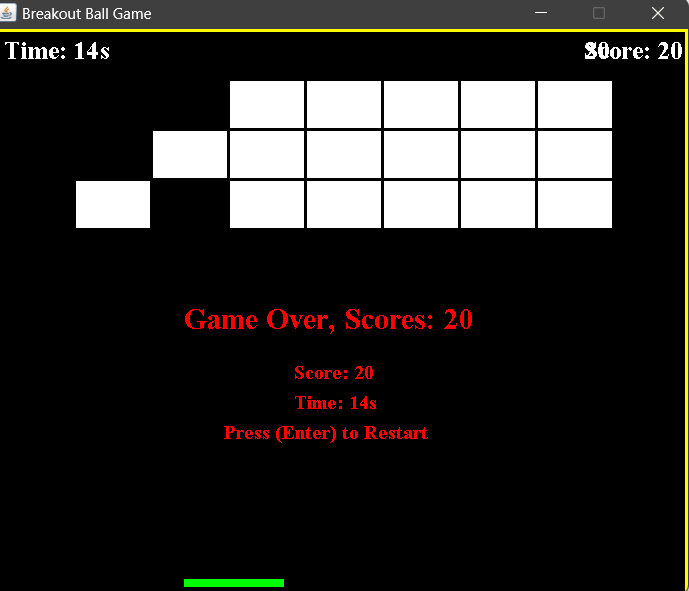 Breakout Ball Game
Time: 14s
Score: 20
Game Over, Scores: 20
Score: 20
Time: 14s
Press (Enter) to Restart